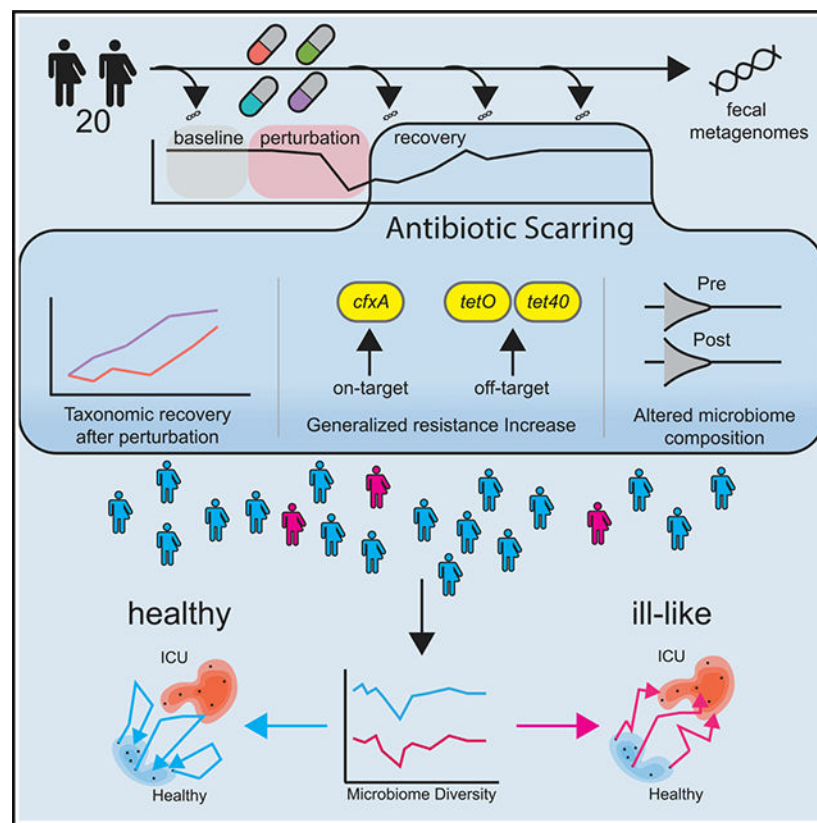 20
fecal
metagenomes
baseline
perturbation
recovery
Antibiotic Scarring
cfxA
tetO
tet40
on-target
off-target
Taxonomic recovery
after perturbation
Generalized resistance Increase
Pre
Post
Altered microbiome
composition
healthy
ill-like
ICU
Healthy
Microbiome Diversity
ICU
Healthy